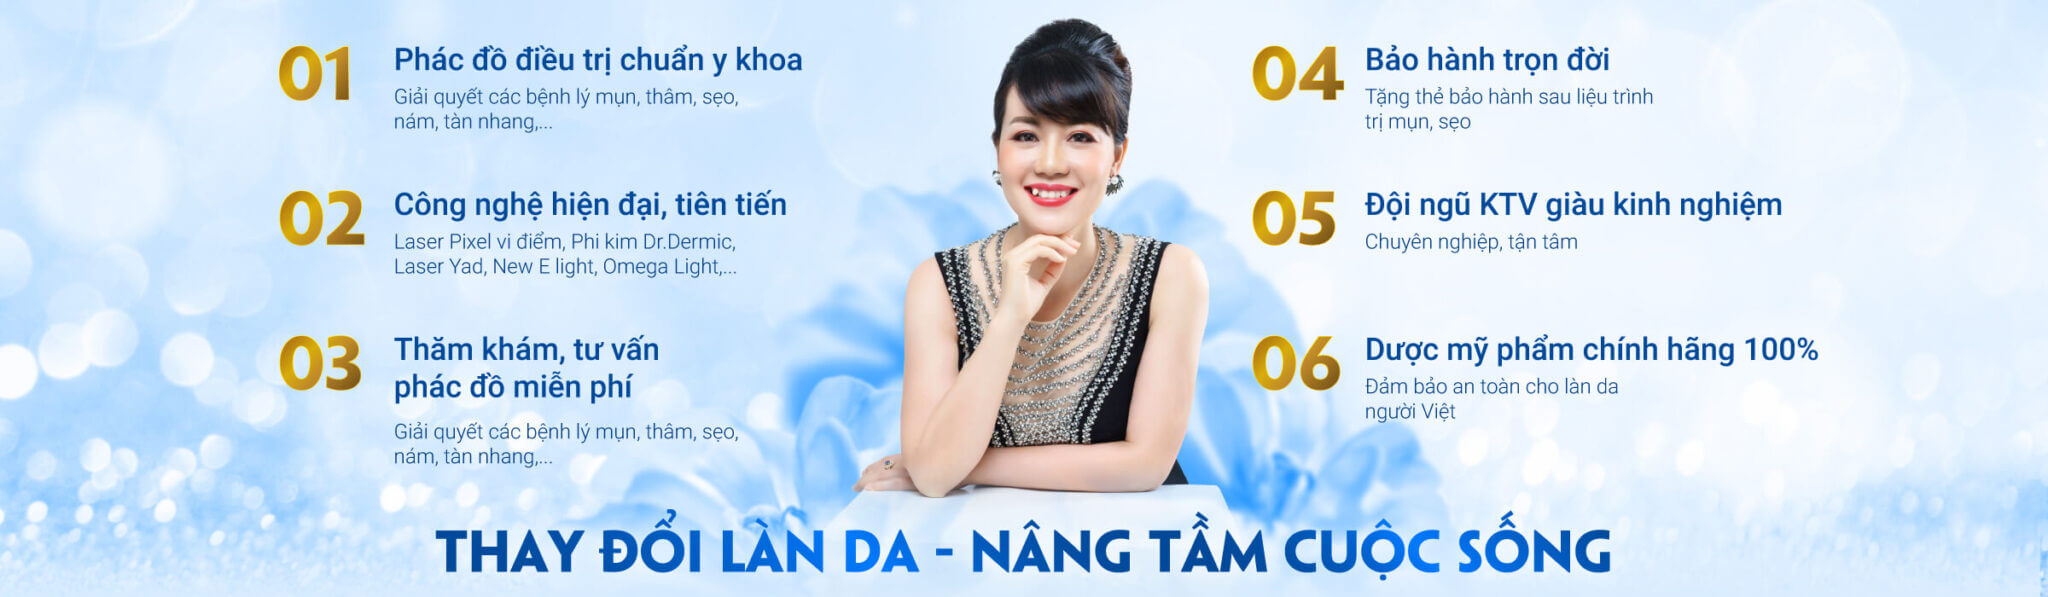 01
Phác đồ điều trị chuẩn y khoa
Giải quyết các bệnh lý mụn, thâm, sẹo,
nám, tàn nhang,...
02
Công nghệ hiện đại, tiên tiến
Laser Pixel vi điểm, Phi kim Dr.Dermic,
Laser Yad, New E light, Omega Light,...
03
Thăm khám, tư vấn
phác đồ miễn phí
Giải quyết các bệnh lý mụn, thâm, sẹo,
nám, tàn nhang,...
04
Bảo hành trọn đời
Tặng thẻ bảo hành sau liệu trình
trị mụn, sẹo
05
Đội ngũ KTV giàu kinh nghiệm
Chuyên nghiệp, tận tâm
06
Dược mỹ phẩm chính hãng 100%
Đảm bảo an toàn cho làn da
người Việt
THAY ĐỔI LÀN DA - NÂNG TẦM CUỘC SỐNG